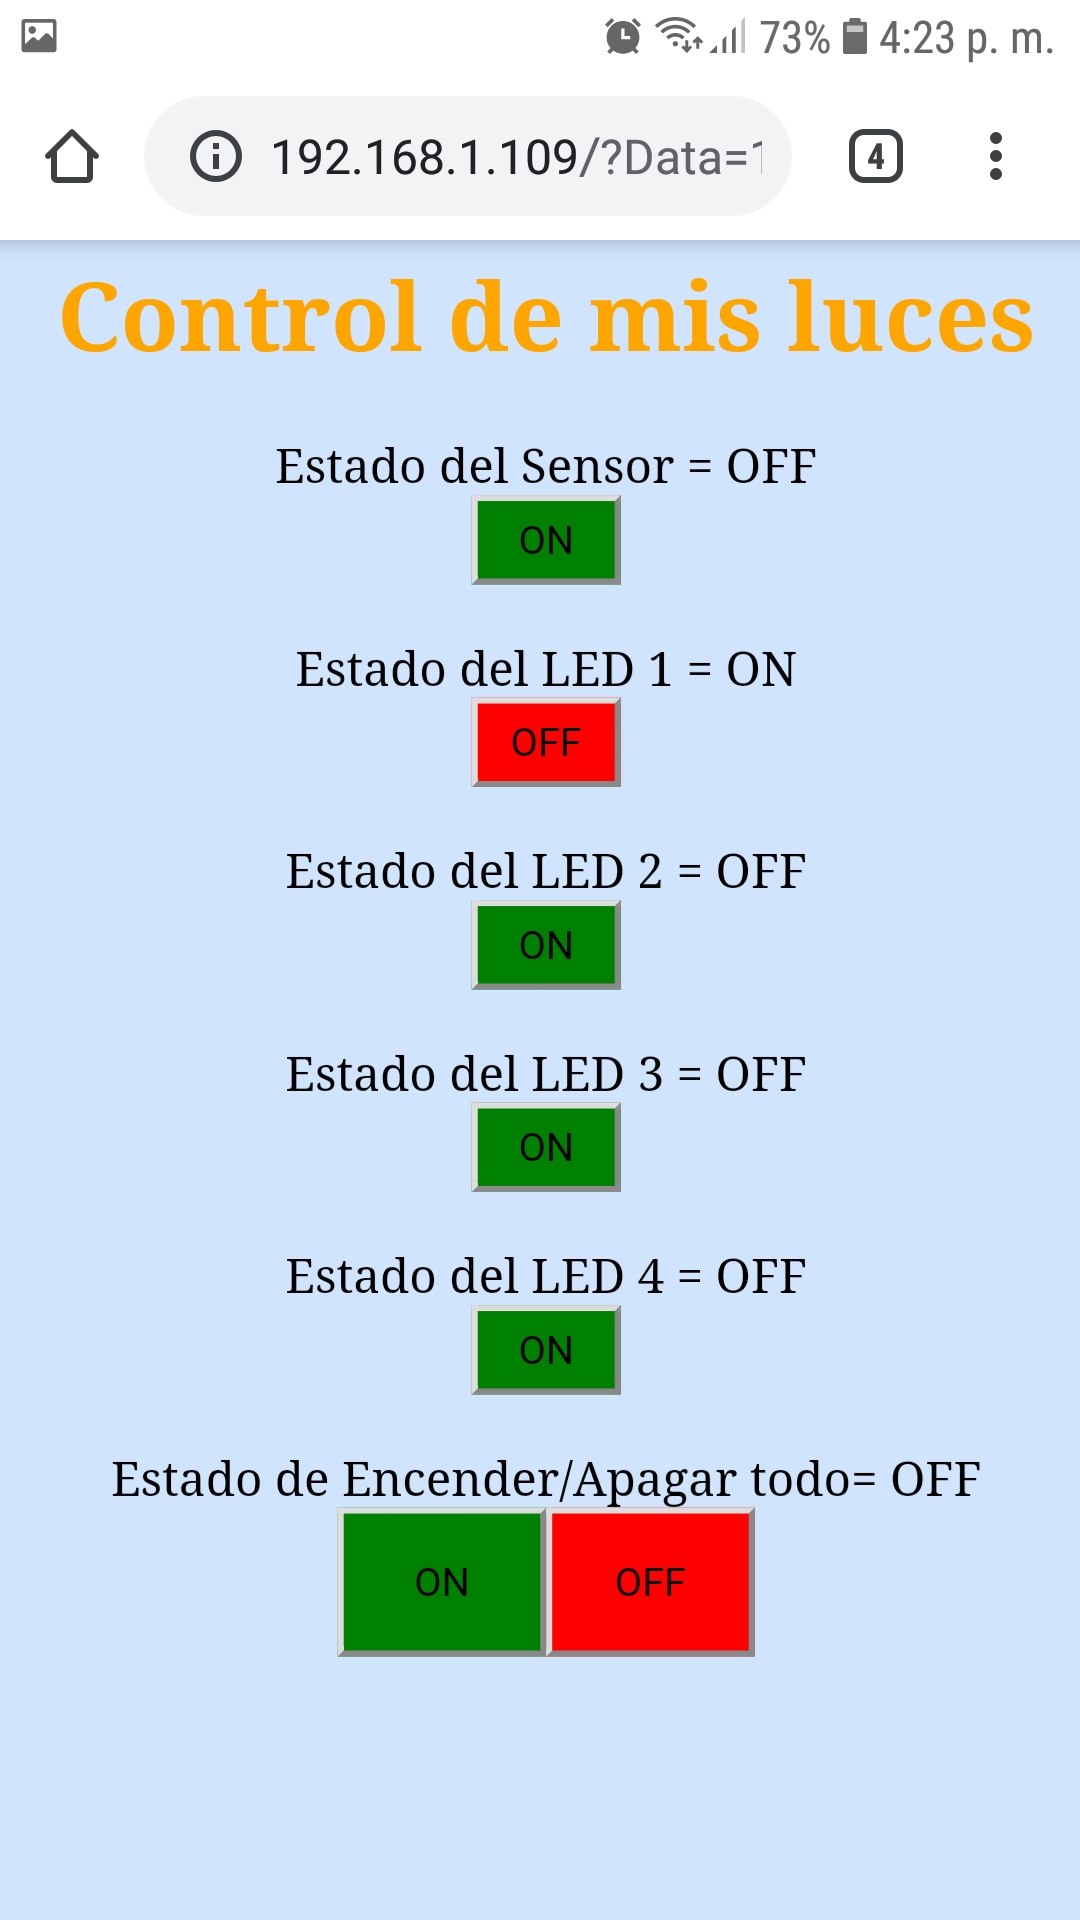 73% 4:23 p. m.
192.168.1.109/?Data=
4
Control de mis luces
Estado del Sensor = OFF
ON
Estado del LED 1 = ON
OFF
Estado del LED 2 = OFF
ON
Estado del LED 3 = OFF
ON
Estado del LED 4 = OFF
ON
Estado de Encender/Apagar todo= OFF
ON OFF